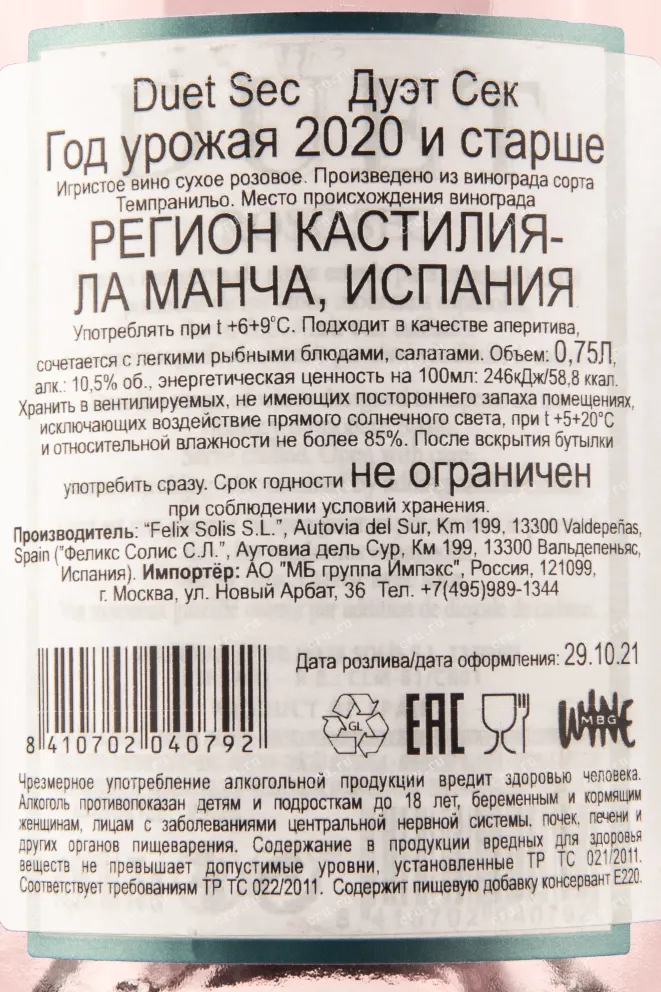 Duet Sec Дуэт Сек
Год урожая 2020 и старше
Игристое вино сухое розовое. Произведено из винограда сорта
Темпранильо. Место происхождения винограда
РЕГИОН КАСТИЛИЯ-
ЛА МАНЧА, ИСПАНИЯ
Употреблять при t +6+9°С. Подходит в качестве аперитива,
сочетается с легкими рыбными блюдами, салатами. Объем: 0,75Л,
алк.: 10,5% об., энергетическая ценность на 100мл: 246кДж/58,8 ккал.
Хранить в вентилируемых, не имеющих постороннего запаха помещениях,
исключающих воздействие прямого солнечного света, при t +5+20°С
и относительной влажности не более 85%. После вскрытия бутылки
употребить сразу. Срок годности не ограничен
при соблюдении условий хранения.
Производитель: “Felix Solis S.L.”, Autovia del Sur, Km 199, 13300 Valdepeñas,
Spain ("Феликс Солис С.Л.", Аутовиа дель Сур, Км 199, 13300 Вальдепеньяс,
Испания). Импортёр: АО "МБ группа Импэкс", Россия, 121099,
г. Москва, ул. Новый Арбат, 36 Тел. +7(495)989-1344
Дата розлива/дата оформления: 29.10.21
GL
EAC
WINE
MBG
8 410702 040792
Чрезмерное употребление алкогольной продукции вредит здоровью человека.
Алкоголь противопоказан детям и подросткам до 18 лет, беременным и кормящим
женщинам, лицам с заболеваниями центральной нервной системы, почек, печени и
других органов пищеварения. Содержание в продукции вредных для здоровья
веществ не превышает допустимые уровни, установленные ТР ТС 021/2011.
Соответствует требованиям ТР ТС 022/2011. Содержит пищевую добавку консервант Е220.
8 410702 040792